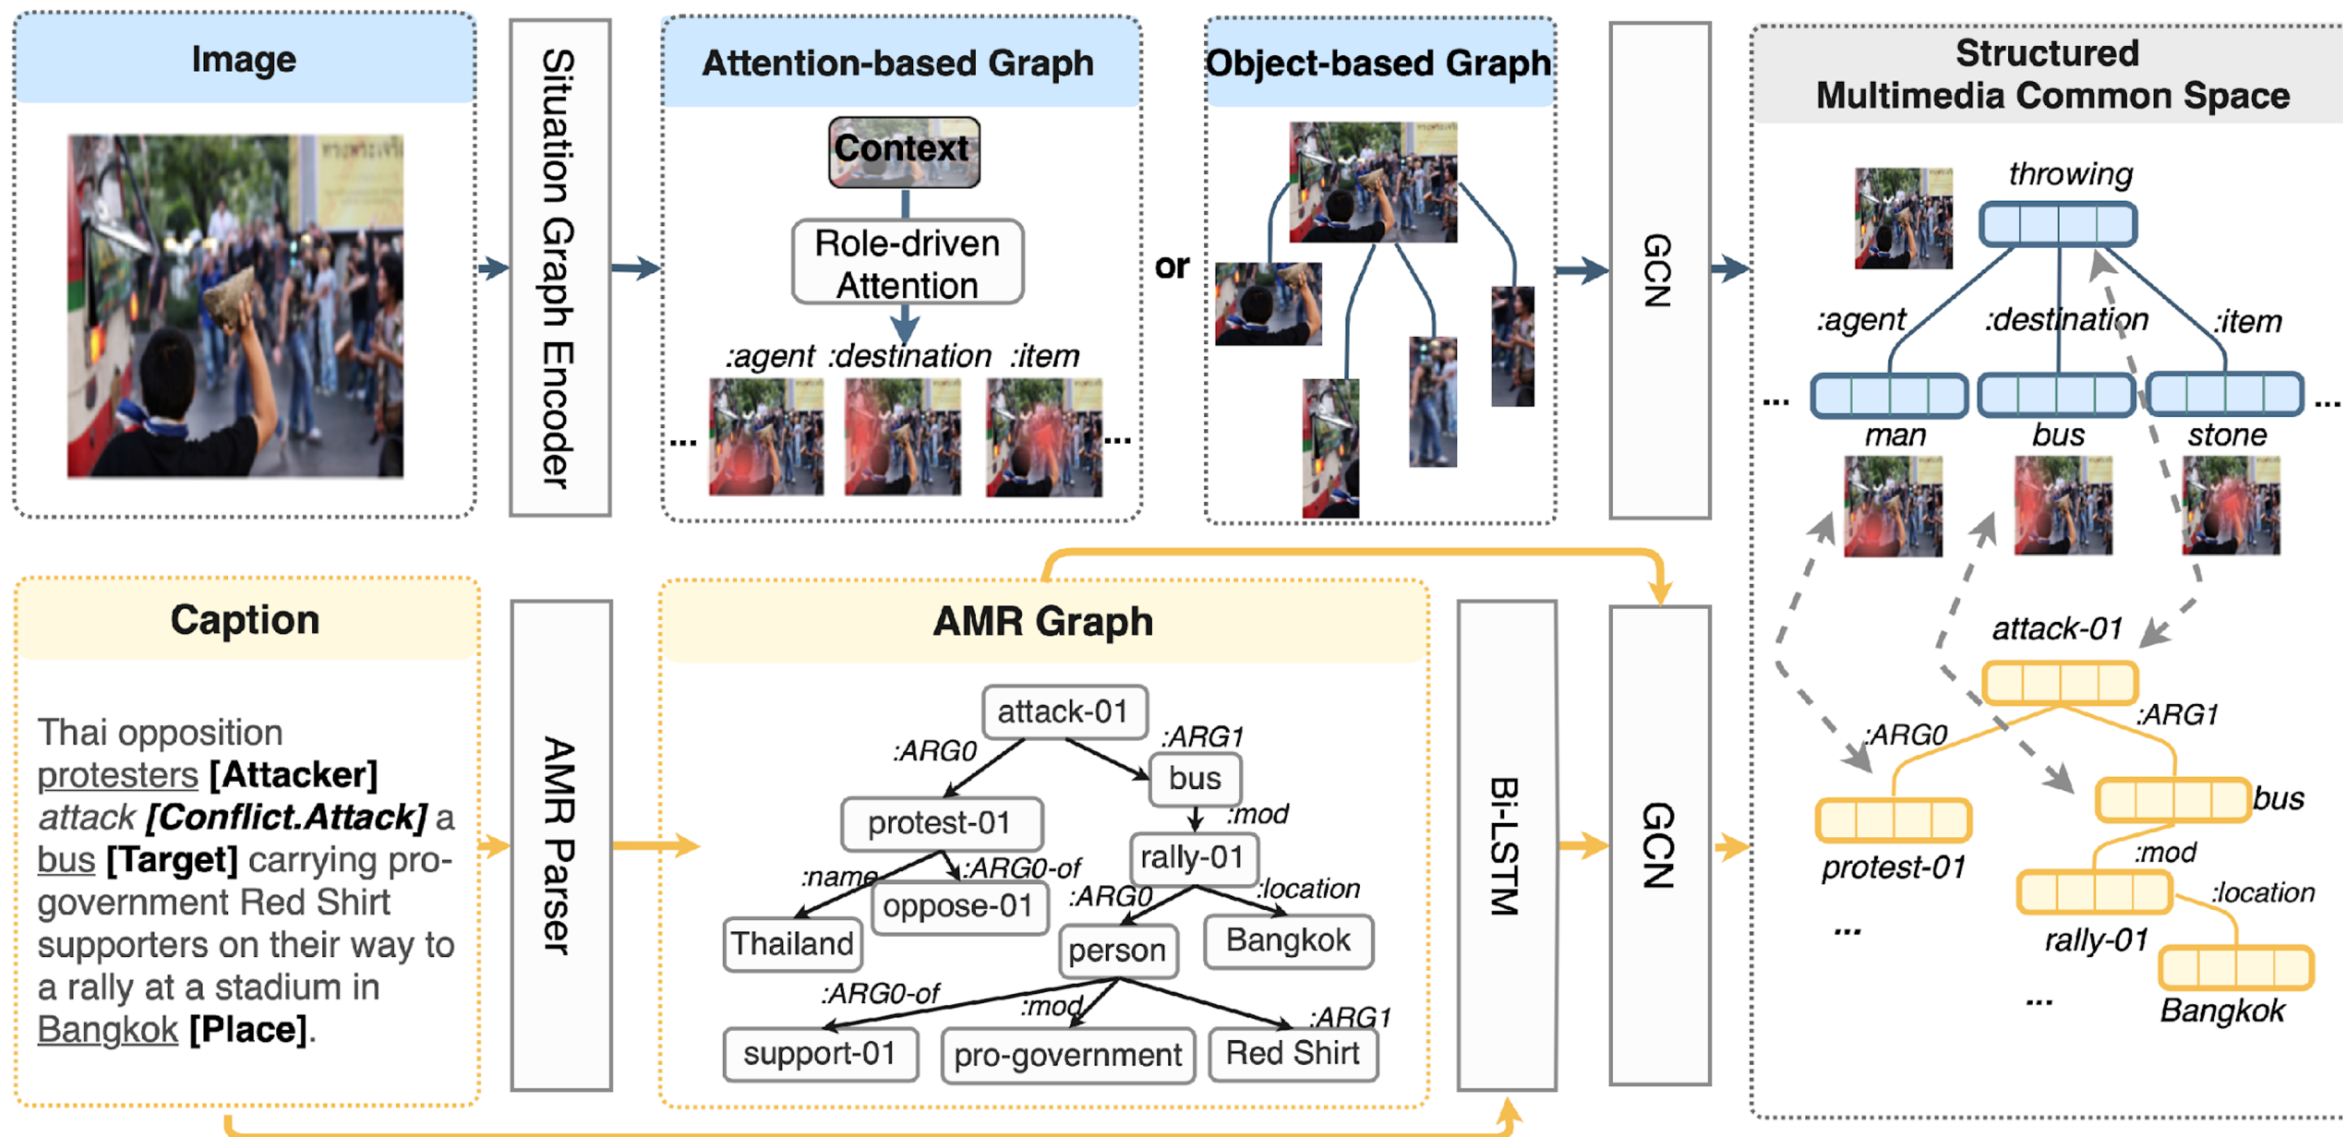 Image
Situation Graph Encoder
Attention-based Graph
Context
Role-driven
Attention
:agent :destination :item
...
...
or
Object-based Graph
GCN
Structured
Multimedia Common Space
throwing
:agent
:destination
:item
...
...
man
bus
stone
Caption
Thai opposition
protesters [Attacker]
attack [Conflict.Attack] a
bus [Target] carrying pro-
government Red Shirt
supporters on their way to
a rally at a stadium in
Bangkok [Place].
AMR Parser
AMR Graph
attack-01
:ARG0
:ARG1
bus
protest-01
:mod
rally-01
:name
:ARG0-of
:ARG0
:location
Thailand
oppose-01
person
Bangkok
:ARG0-of
:mod
:ARG1
support-01
pro-government
Red Shirt
Bi-LSTM
GCN
attack-01
:ARG0
:ARG1
bus
protest-01
:mod
...
:location
rally-01
...
Bangkok